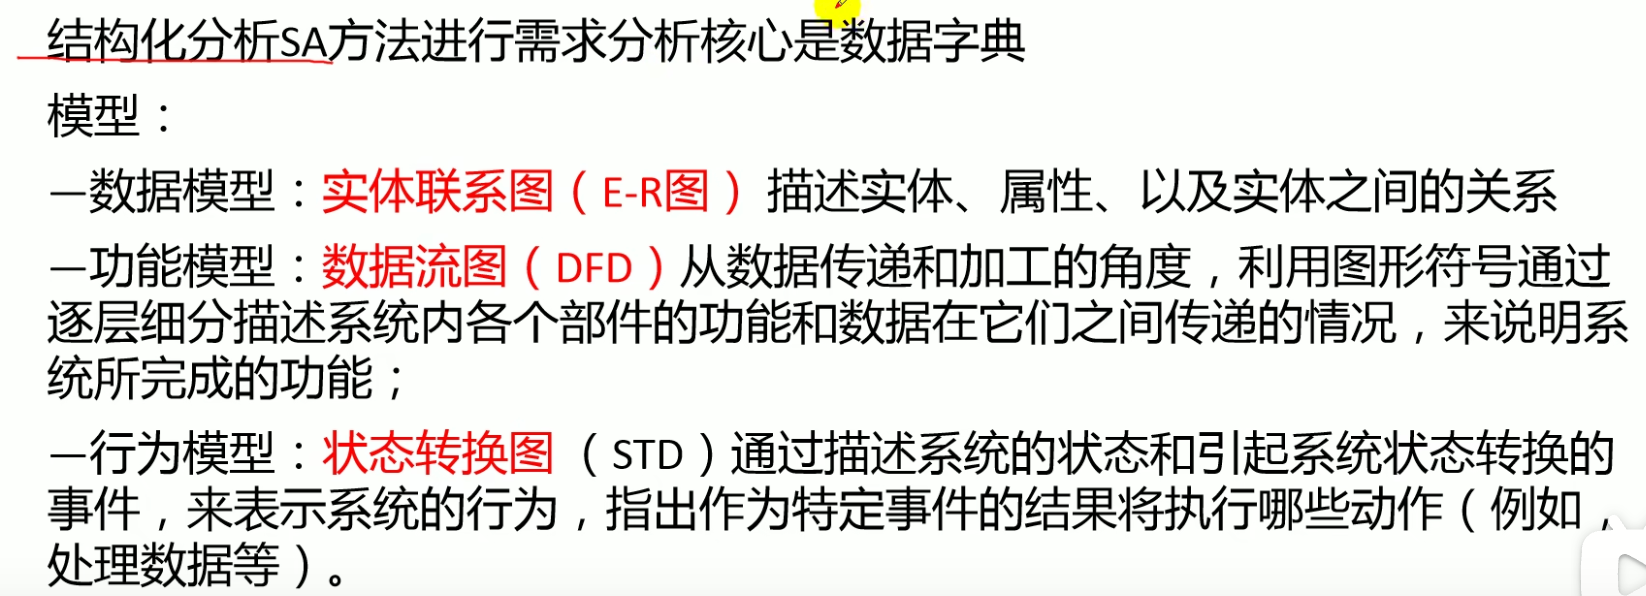 结构化分析SA方法进行需求分析核心是数据字典
模型：
—数据模型：实体联系图（E-R图）描述实体、属性、以及实体之间的关系
—功能模型：数据流图（DFD）从数据传递和加工的角度，利用图形符号通过
逐层细分描述系统内各个部件的功能和数据在它们之间传递的情况，来说明系
统所完成的功能；
—行为模型：状态转换图（STD）通过描述系统的状态和引起系统状态转换的
事件，来表示系统的行为，指出作为特定事件的结果将执行哪些动作（例如，
处理数据等）。